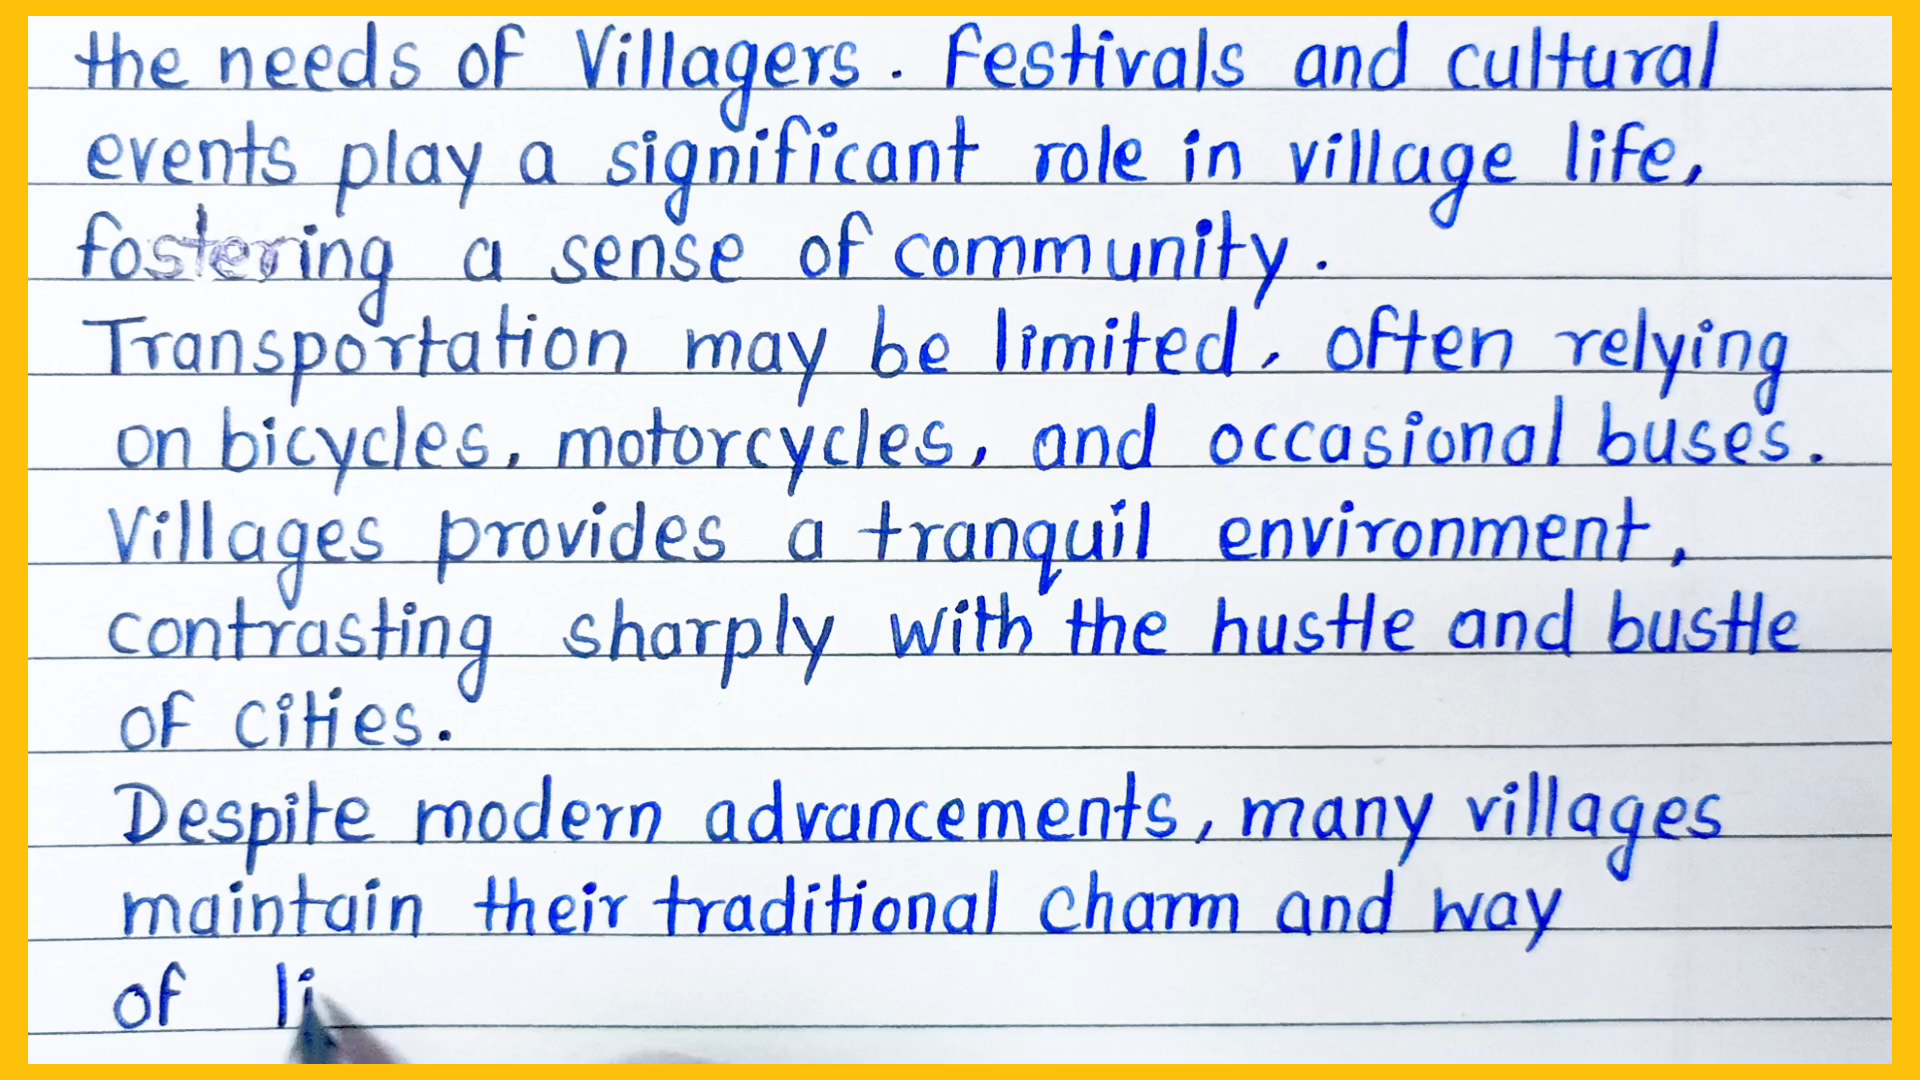 the needs of Villagers. Festivals and cultural
events play a significant role in village life,
fostering a sense of community.
Transportation may be limited, often relying
on bicycles, motorcycles, and occasional buses.
Villages provides a tranquil environment,
contrasting sharply with the hustle and bustle
of cities.
Despite modern advancements, many villages
maintain their traditional charm and way
of li